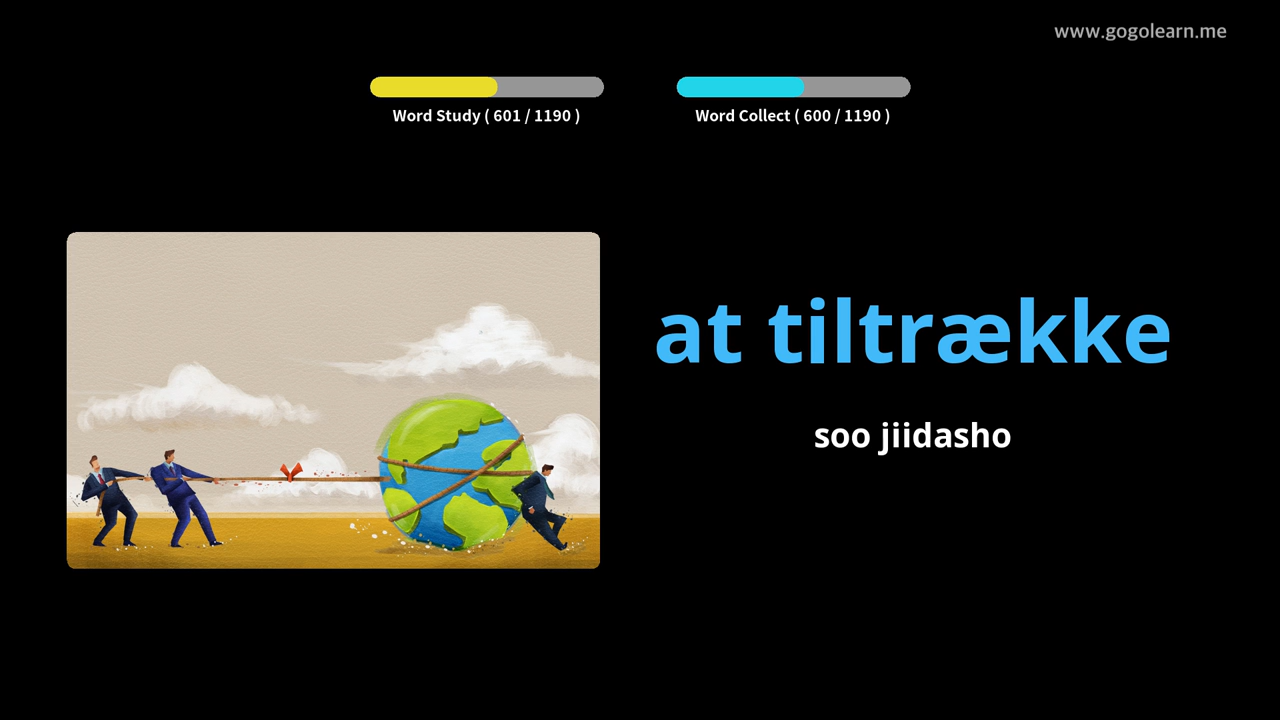 www.gogolearn.me
Word Study ( 601 / 1190 )
Word Collect ( 600 / 1190 )
at tiltrække
soo jiidasho